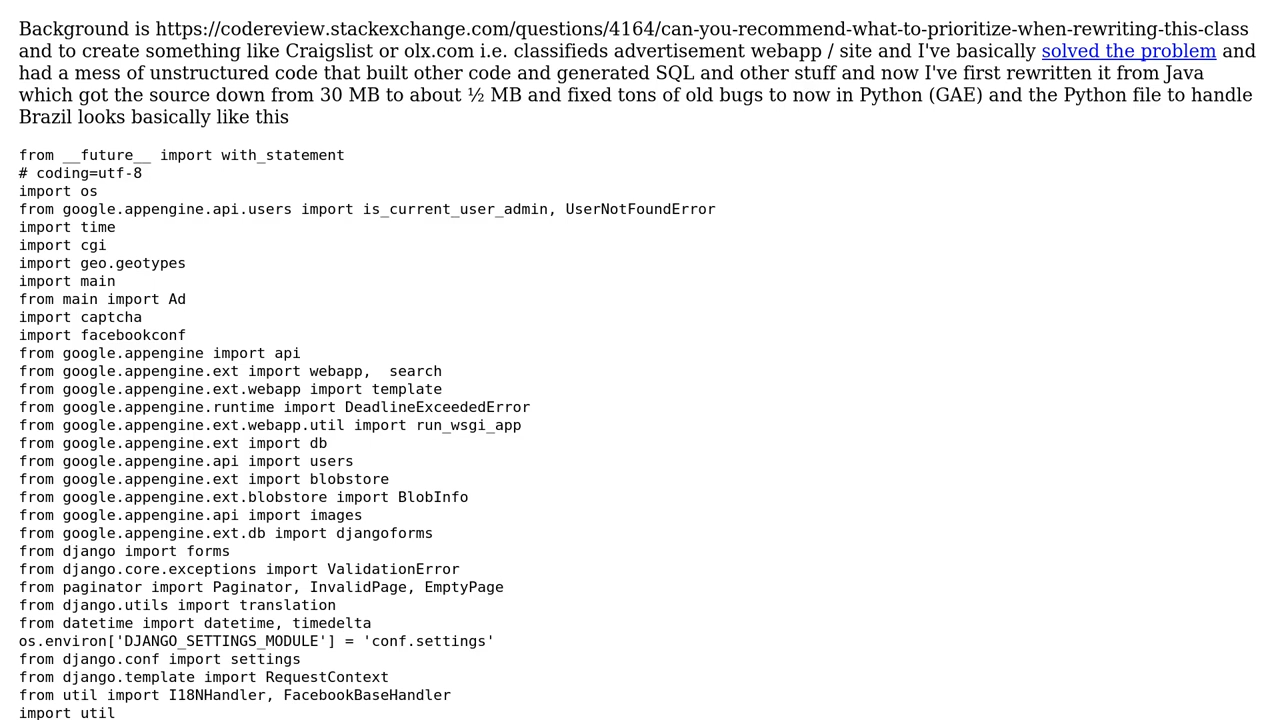 Background is https://codereview.stackexchange.com/questions/4164/can-you-recommend-what-to-prioritize-when-rewriting-this-class
and to create something like Craigslist or olx.com i.e. classifieds advertisement webapp / site and I've basically solved the problem and
had a mess of unstructured code that built other code and generated SQL and other stuff and now I've first rewritten it from Java
which got the source down from 30 MB to about ½ MB and fixed tons of old bugs to now in Python (GAE) and the Python file to handle
Brazil looks basically like this
from __future__ import with_statement
# coding=utf-8
import os
from google.appengine.api.users import is_current_user_admin, UserNotFoundError
import time
import cgi
import geo.geotypes
import main
from main import Ad
import captcha
import facebookconf
from google.appengine import api
from google.appengine.ext import webapp,  search
from google.appengine.ext.webapp import template
from google.appengine.runtime import DeadlineExceededError
from google.appengine.ext.webapp.util import run_wsgi_app
from google.appengine.ext import db
from google.appengine.api import users
from google.appengine.ext import blobstore
from google.appengine.ext.blobstore import BlobInfo
from google.appengine.api import images
from google.appengine.ext.db import djangoforms
from django import forms
from django.core.exceptions import ValidationError
from paginator import Paginator, InvalidPage, EmptyPage
from django.utils import translation
from datetime import datetime, timedelta
os.environ['DJANGO_SETTINGS_MODULE'] = 'conf.settings'
from django.conf import settings
from django.template import RequestContext
from util import I18NHandler, FacebookBaseHandler
import util